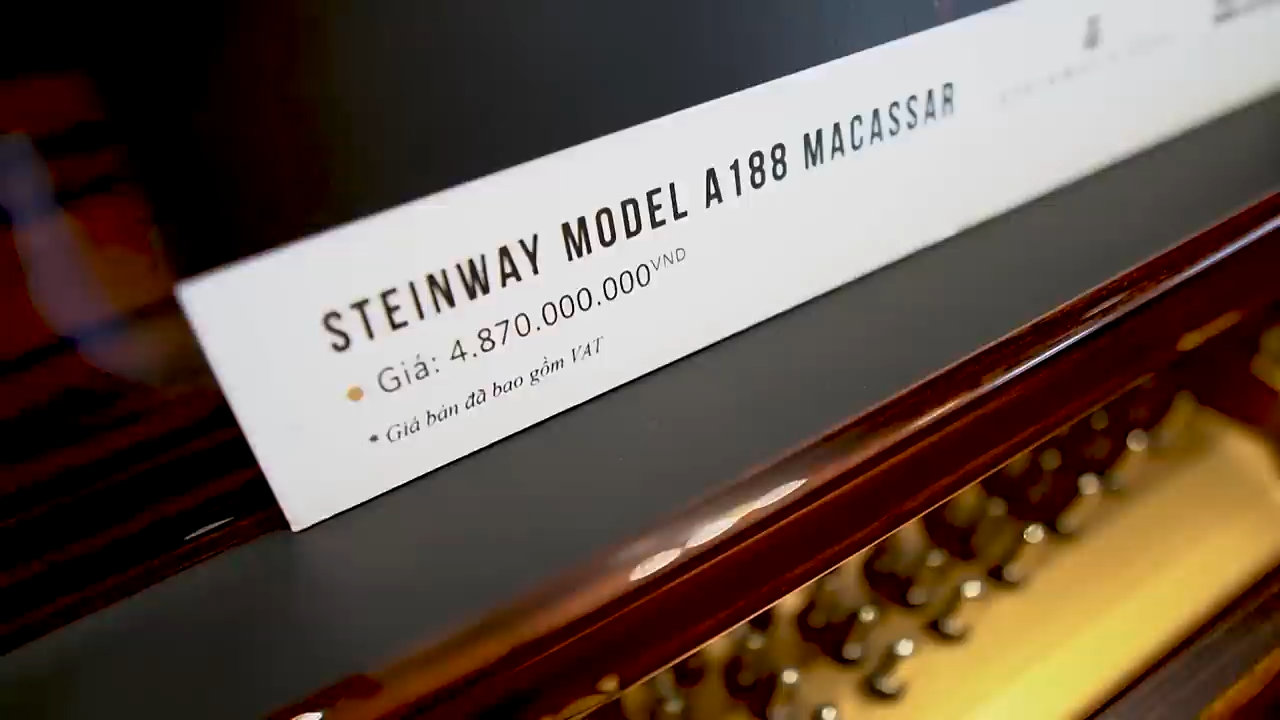 STEINWAY MODEL A188 MACASSAR
Giá: 4.870.000.000VND
* Giá bán đã bao gồm VAT